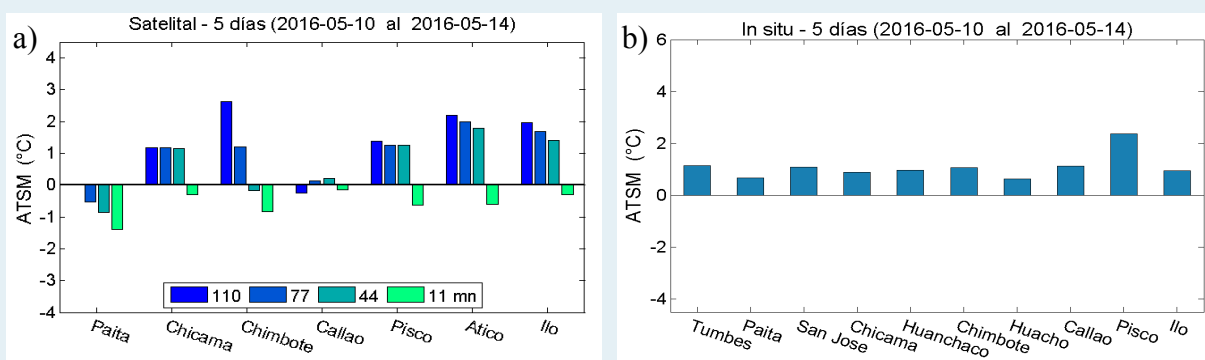 a)
Satelital - 5 días (2016-05-10 al 2016-05-14)
ATSM (°C)
4
3
2
1
0
-1
-2
-3
-4
110 77 44 11 mn
Paita Chicama Chimbote Callao Pisco Atico Ilo
b)
In situ - 5 días (2016-05-10 al 2016-05-14)
ATSM (°C)
6
4
2
0
-2
-4
Tumbes Paita San Jose Chicama Huanchaco Chimbote Huacho Callao Pisco Ilo